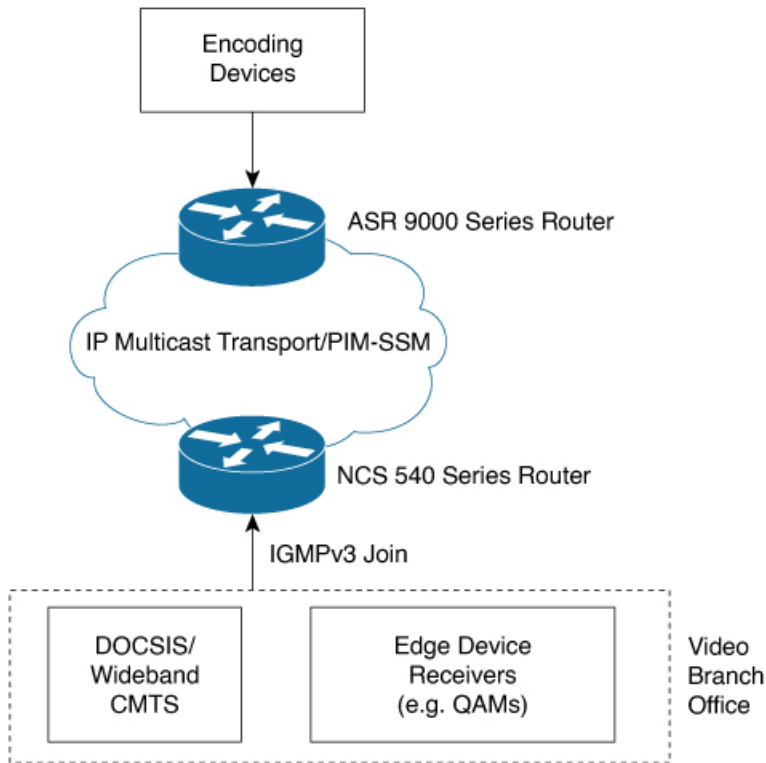 Encoding
Devices
ASR 9000 Series Router
IP Multicast Transport/PIM-SSM
NCS 540 Series Router
IGMPv3 Join
DOCSIS/
Wideband
CMTS
Edge Device
Receivers
(e.g. QAMs)
Video
Branch
Office